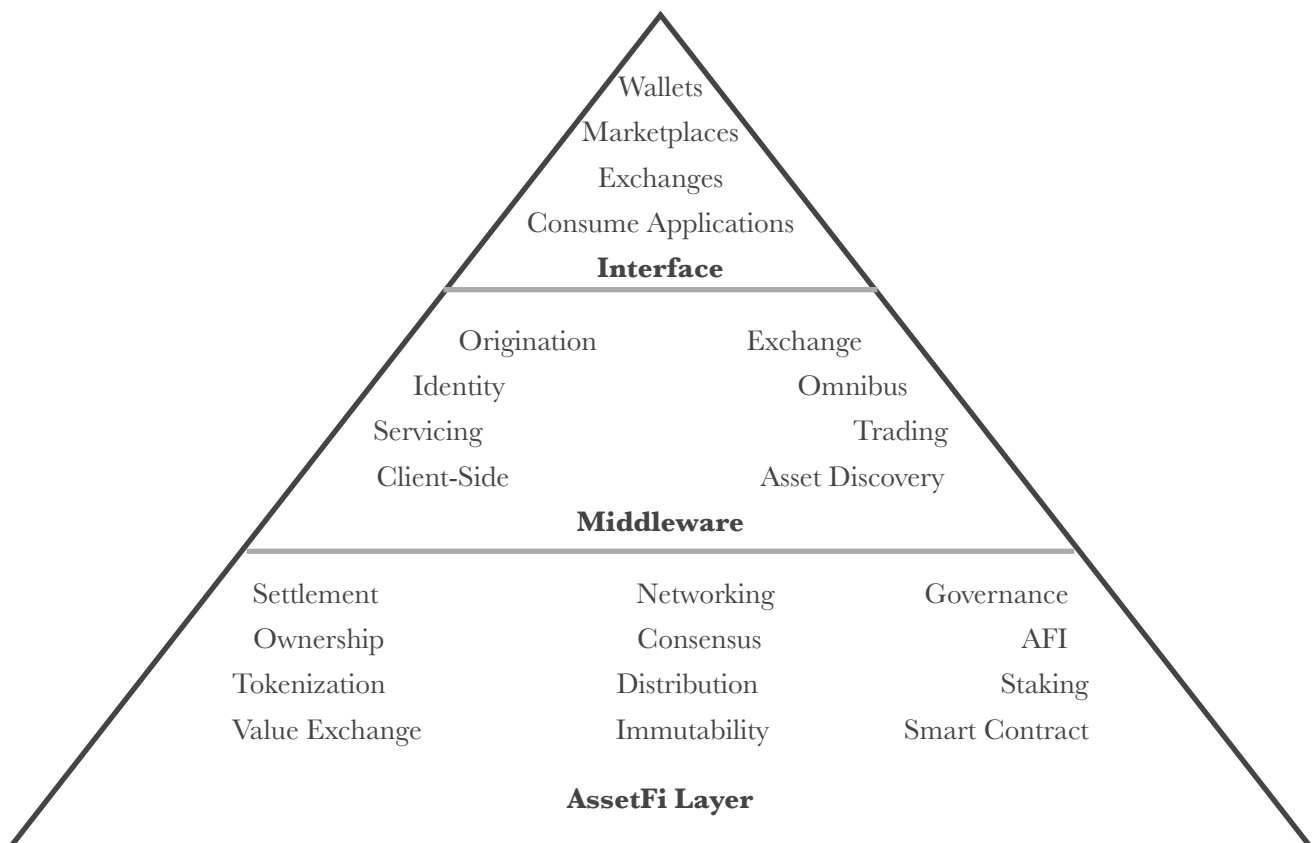 Wallets
Marketplaces
Exchanges
Consume Applications
Interface
Origination Exchange
Identity Omnibus
Servicing Trading
Client-Side Asset Discovery
Middleware
Settlement Networking Governance
Ownership Consensus AFI
Tokenization Distribution Staking
Value Exchange Immutability Smart Contract
AssetFi Layer